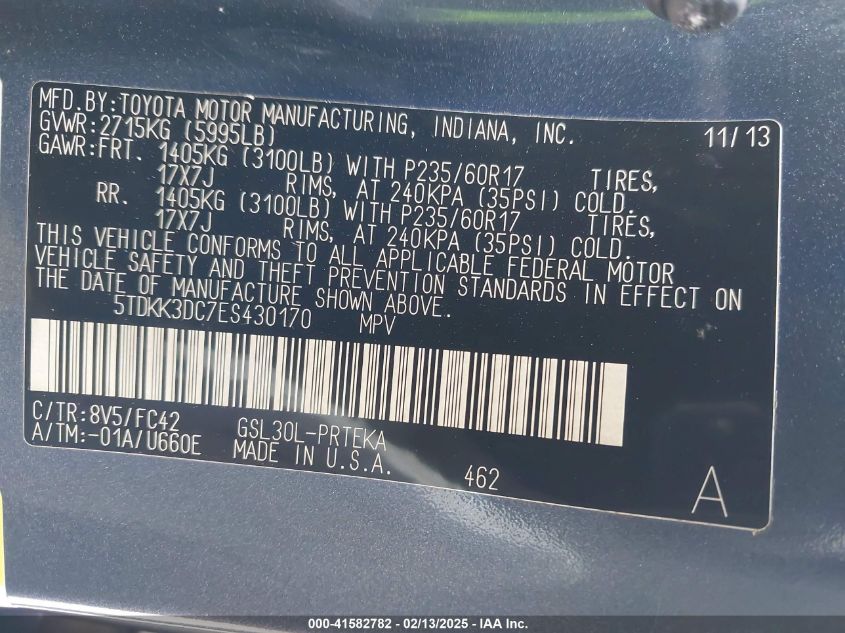 MFD.BY:TOYOTA MOTOR MANUFACTURING, INDIANA, INC. 11/13
GVWR:2715KG (5995LB)
GAWR:FRT. 1405KG (3100LB) WITH P235/60R17 TIRES,
17X7J RIMS, AT 240KPA (35PSI) COLD.
RR. 1405KG (3100LB) WITH P235/60R17 TIRES,
17X7J RIMS, AT 240KPA (35PSI) COLD.
THIS VEHICLE CONFORMS TO ALL APPLICABLE FEDERAL MOTOR
VEHICLE SAFETY AND THEFT PREVENTION STANDARDS IN EFFECT ON
THE DATE OF MANUFACTURE SHOWN ABOVE.
5TDKK3DC7ES430170 MPV
C/TR:8V5/FC42 GSL30L-PRTEKA
A/TM:-01A/U660E MADE IN U.S.A. 462 A
000-41582782 - 02/13/2025 - IAA Inc.